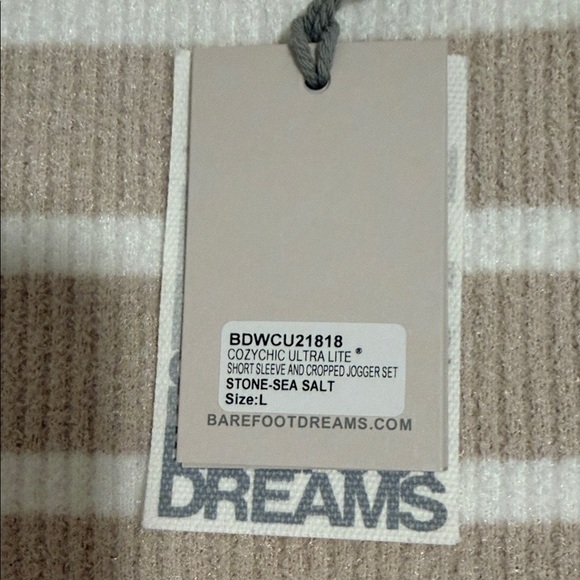 BDWCU21818
COZYCHIC ULTRA LITE ®
SHORT SLEEVE AND CROPPED JOGGER SET
STONE-SEA SALT
Size:L
BAREFOOTDREAMS.COM
DREAMS